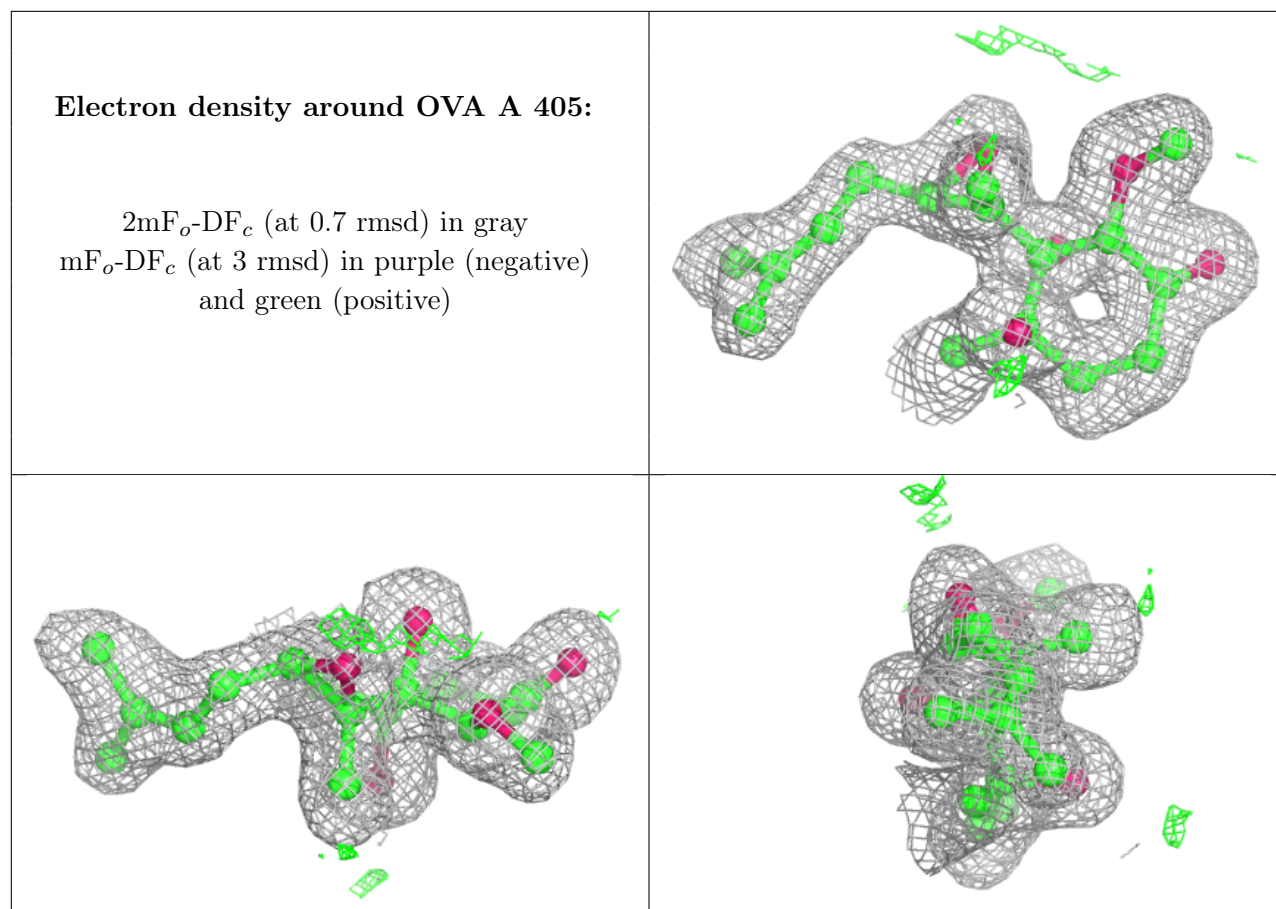 Electron density around OVA A 405:
2mFo-DFc (at 0.7 rmsd) in gray
mFo-DFc (at 3 rmsd) in purple (negative)
and green (positive)